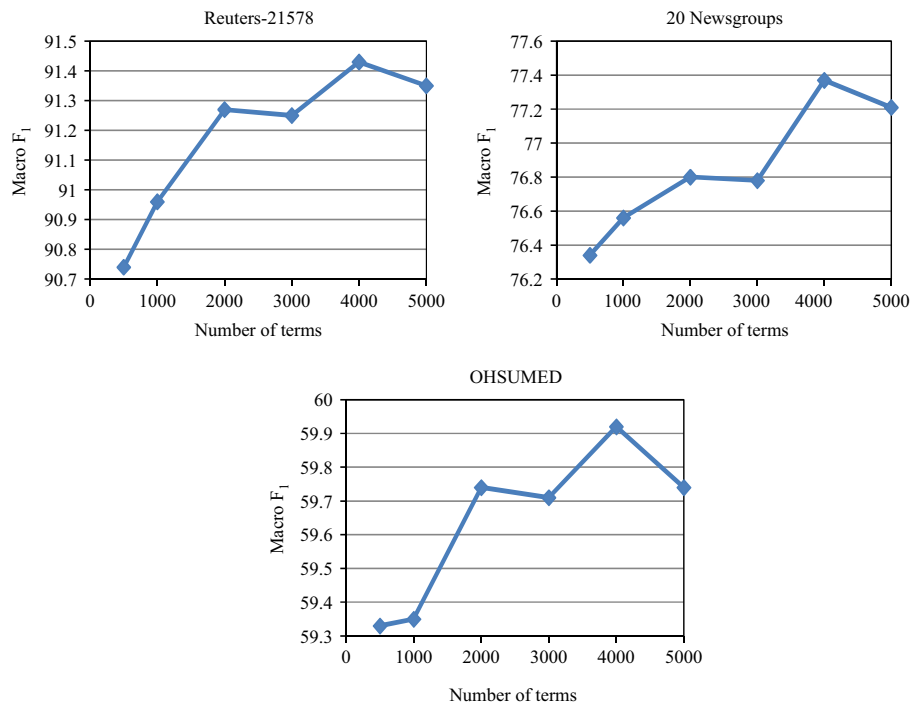 Reuters-21578
91.5
91.4
91.3
91.2
91.1
91
90.9
90.8
90.7
Macro F1
0 1000 2000 3000 4000 5000
Number of terms
20 Newsgroups
77.6
77.4
77.2
77
76.8
76.6
76.4
76.2
Macro F1
0 1000 2000 3000 4000 5000
Number of terms
OHSUMED
60
59.9
59.8
59.7
59.6
59.5
59.4
59.3
Macro F1
0 1000 2000 3000 4000 5000
Number of terms